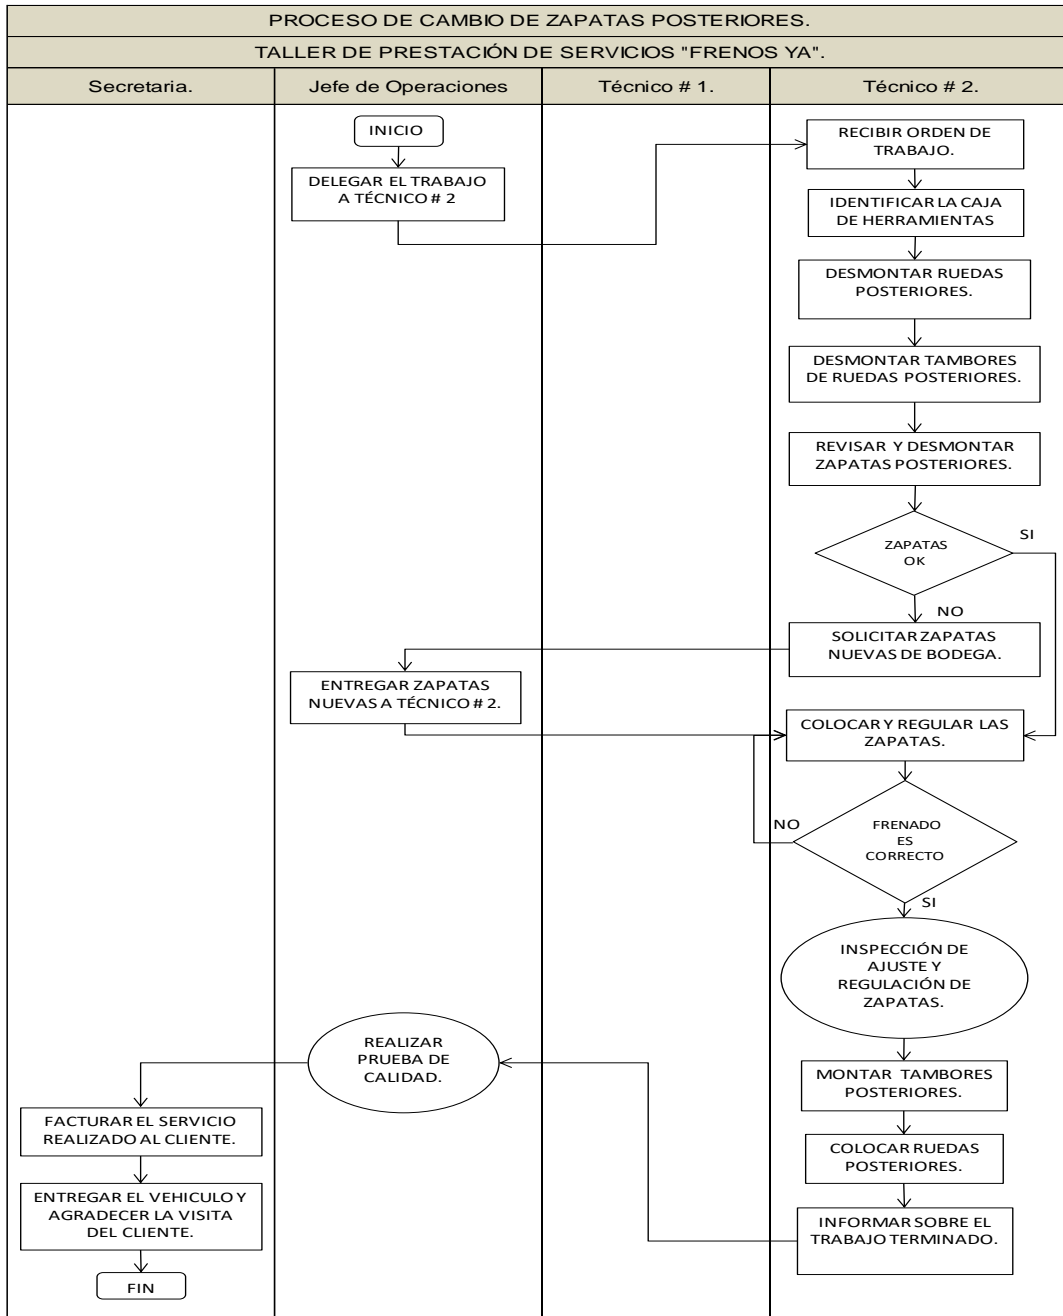 PROCESO DE CAMBIO DE ZAPATAS POSTERIORES.
TALLER DE PRESTACIÓN DE SERVICIOS "FRENOS YA".
Secretaria.
Jefe de Operaciones
Técnico # 1.
Técnico # 2.
INICIO
DELEGAR EL TRABAJO
A TÉCNICO # 2
RECIBIR ORDEN DE
TRABAJO.
IDENTIFICAR LA CAJA
DE HERRAMIENTAS
DESMONTAR RUEDAS
POSTERIORES.
DESMONTAR TAMBORES
DE RUEDAS POSTERIORES.
REVISAR Y DESMONTAR
ZAPATAS POSTERIORES.
ZAPATAS
OK
SI
NO
SOLICITAR ZAPATAS
NUEVAS DE BODEGA.
ENTREGAR ZAPATAS
NUEVAS A TÉCNICO # 2.
COLOCAR Y REGULAR LAS
ZAPATAS.
FRENADO
ES
CORRECTO
NO
SI
INSPECCIÓN DE
AJUSTE Y
REGULACIÓN DE
ZAPATAS.
MONTAR TAMBORES
POSTERIORES.
COLOCAR RUEDAS
POSTERIORES.
INFORMAR SOBRE EL
TRABAJO TERMINADO.
REALIZAR
PRUEBA DE
CALIDAD.
FACTURAR EL SERVICIO
REALIZADO AL CLIENTE.
ENTREGAR EL VEHICULO Y
AGRADECER LA VISITA
DEL CLIENTE.
FIN